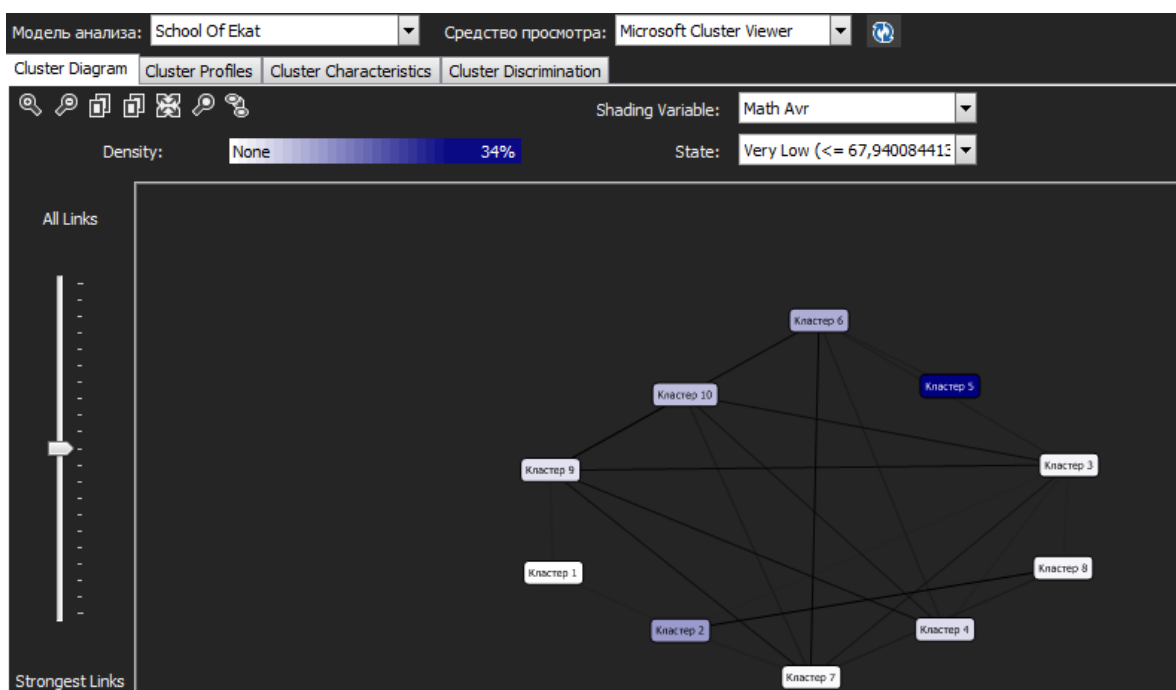 Модель анализа: School Of Ekat Средство просмотра: Microsoft Cluster Viewer
Cluster Diagram Cluster Profiles Cluster Characteristics Cluster Discrimination
Shading Variable: Math Avr
Density: None 34% State: Very Low (<= 67,940084413
All Links
Кластер 6
Кластер 5
Кластер 10
Кластер 3
Кластер 9
Кластер 8
Кластер 1
Кластер 2
Кластер 4
Кластер 7
Strongest Links